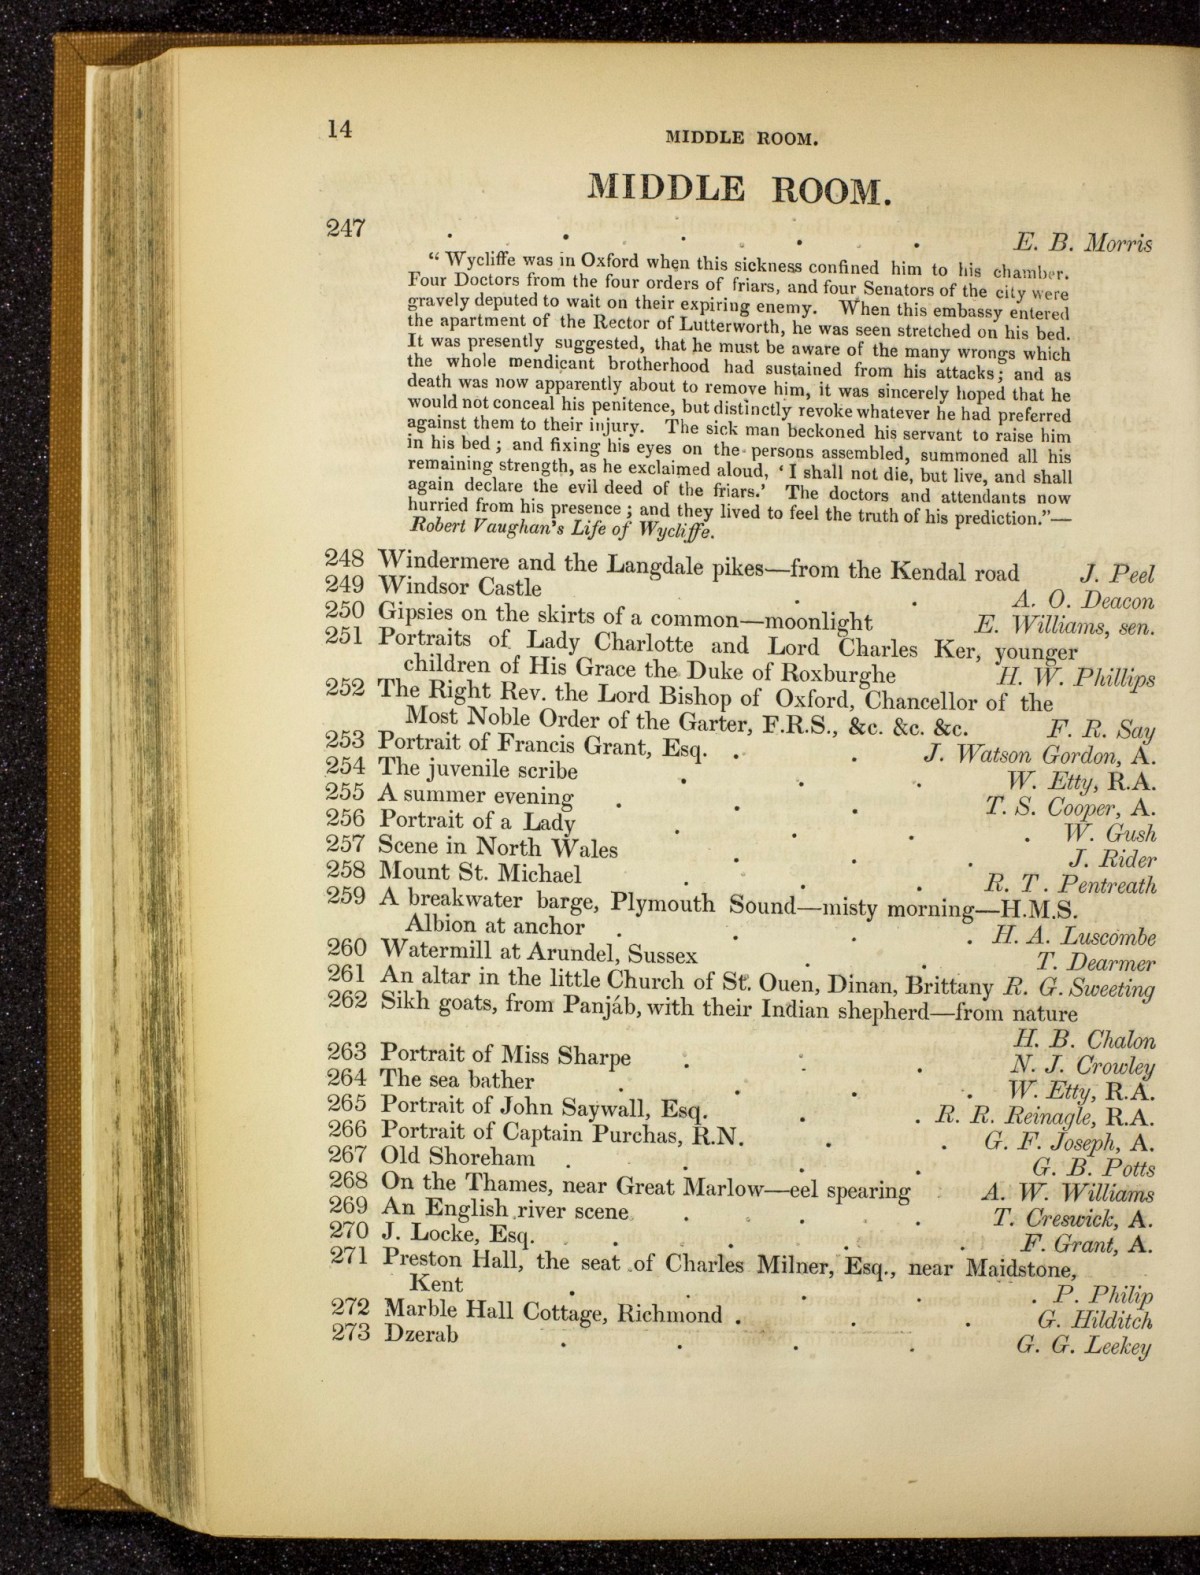 14
MIDDLE ROOM.
MIDDLE ROOM.
247 . . . . . E. B. Morris
“ Wycliffe was in Oxford when this sickness confined him to his chamber.
Four Doctors from the four orders of friars, and four Senators of the city were
gravely deputed to wait on their expiring enemy. When this embassy entered
the apartment of the Rector of Lutterworth, he was seen stretched on his bed.
It was presently suggested, that he must be aware of the many wrongs which
the whole mendicant brotherhood had sustained from his attacks; and as
death was now apparently about to remove him, it was sincerely hoped that he
would not conceal his penitence, but distinctly revoke whatever he had preferred
against them to their injury. The sick man beckoned his servant to raise him
in his bed ; and fixing his eyes on the persons assembled, summoned all his
remaining strength, as he exclaimed aloud, ‘ I shall not die, but live, and shall
again declare the evil deed of the friars.’ The doctors and attendants now
hurried from his presence ; and they lived to feel the truth of his prediction.”—
Robert Vaughan’s Life of Wycliffe.
248 Windermere and the Langdale pikes—from the Kendal road J. Peel
249 Windsor Castle . . A. O. Deacon
250 Gipsies on the skirts of a common—moonlight E. Williams, sen.
251 Portraits of Lady Charlotte and Lord Charles Ker, younger
children of His Grace the Duke of Roxburghe H. W. Phillips
252 The Right Rev. the Lord Bishop of Oxford, Chancellor of the
Most Noble Order of the Garter, F.R.S., &c. &c. &c. F. R. Say
253 Portrait of Francis Grant, Esq. . . J. Watson Gordon, A.
254 The juvenile scribe . . . W. Etty, R.A.
255 A summer evening . . . T. S. Cooper, A.
256 Portrait of a Lady . . . . W. Gush
257 Scene in North Wales . . . J. Rider
258 Mount St. Michael . . . R. T. Pentreath
259 A breakwater barge, Plymouth Sound—misty morning—H.M.S.
Albion at anchor . . . . H. A. Luscombe
260 Watermill at Arundel, Sussex . . T. Dearmer
261 An altar in the little Church of St. Ouen, Dinan, Brittany R. G. Sweeting
262 Sikh goats, from Panjáb, with their Indian shepherd—from nature
H. B. Chalon
263 Portrait of Miss Sharpe . . . N. J. Crowley
264 The sea bather . . . . W. Etty, R.A.
265 Portrait of John Saywall, Esq. . . R. R. Reinagle, R.A.
266 Portrait of Captain Purchas, R.N. . . G. F. Joseph, A.
267 Old Shoreham . . . . G. B. Potts
268 On the Thames, near Great Marlow—eel spearing A. W. Williams
269 An English river scene . . . T. Creswick, A.
270 J. Locke, Esq. . . . . F. Grant, A.
271 Preston Hall, the seat of Charles Milner, Esq., near Maidstone,
Kent . . . . . P. Philip
272 Marble Hall Cottage, Richmond . . . G. Hilditch
273 Dzerab . . . . G. G. Leekey